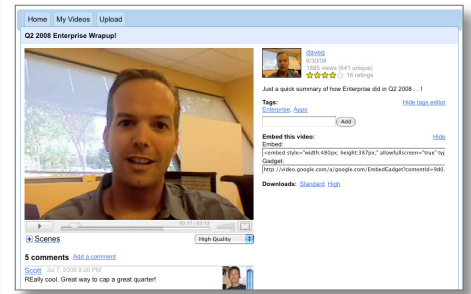 Home My Videos Upload
Q2 2008 Enterprise Wrapup!
daveg
6/30/08
1885 views (641 unique)
16 ratings
Just a quick summary of how Enterprise did in Q2 2008 . . !
Tags: Hide tags editor
Enterprise, Apps
Add
Embed this video: Hide
Embed:
<embed style="width:480px; height:387px;" allowfullscreen="true" typ
Gadget:
http://video.google.com/a/google.com/EmbedGadget?contentId=9d0
Downloads: Standard High
Scenes High Quality
5 comments Add a comment
Scott Jul 7, 2008 8:20 PM
REally cool. Great way to cap a great quarter!